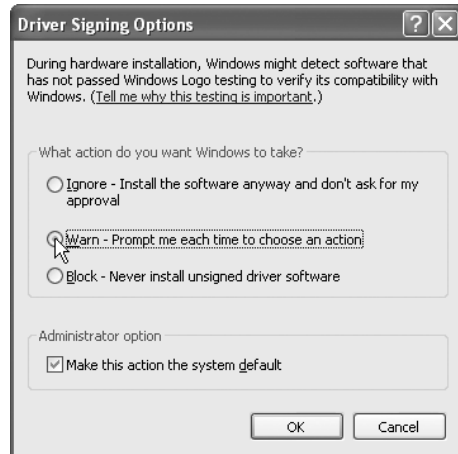 Driver Signing Options
During hardware installation, Windows might detect software that
has not passed Windows Logo testing to verify its compatibility with
Windows. (Tell me why this testing is important.)
What action do you want Windows to take?
Ignore - Install the software anyway and don't ask for my
approval
Warn - Prompt me each time to choose an action
Block - Never install unsigned driver software
Administrator option
Make this action the system default
OK Cancel